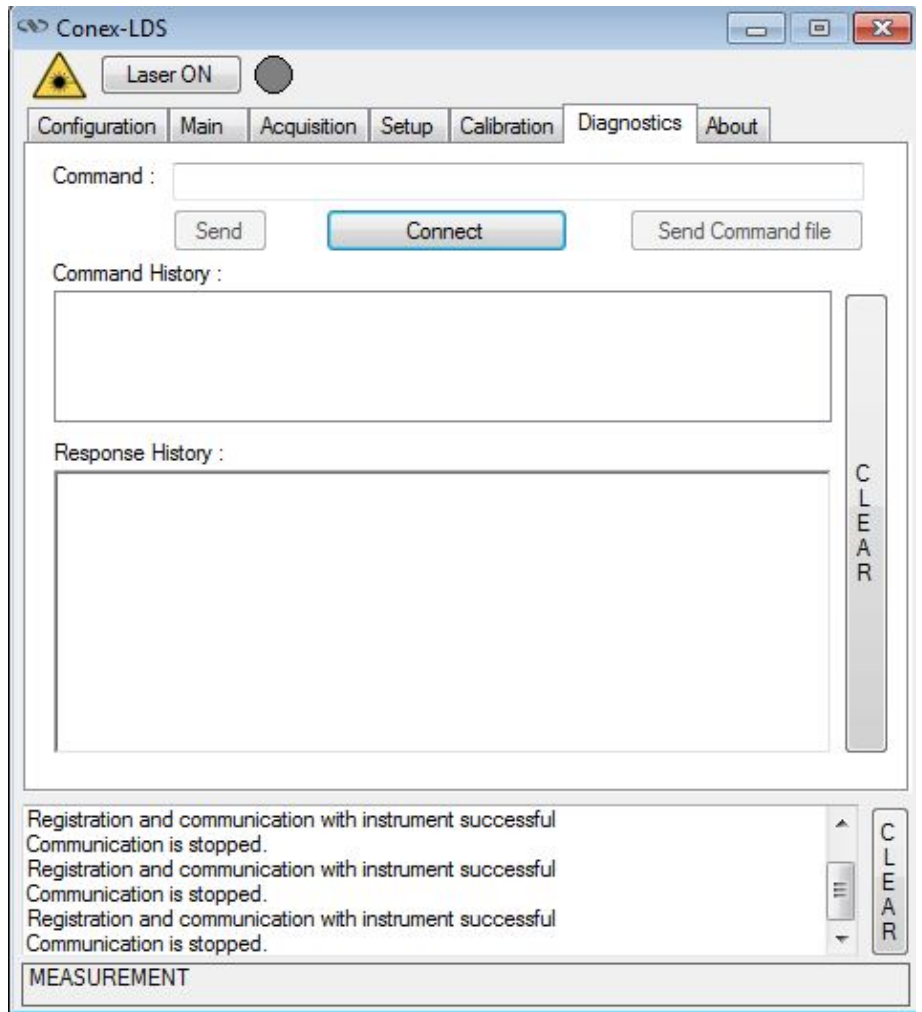 Conex-LDS
Laser ON
Configuration Main Acquisition Setup Calibration Diagnostics About
Command :
Send Connect Send Command file
Command History :
Response History :
CLEAR
Registration and communication with instrument successful
Communication is stopped.
Registration and communication with instrument successful
Communication is stopped.
Registration and communication with instrument successful
Communication is stopped.
CLEAR
MEASUREMENT